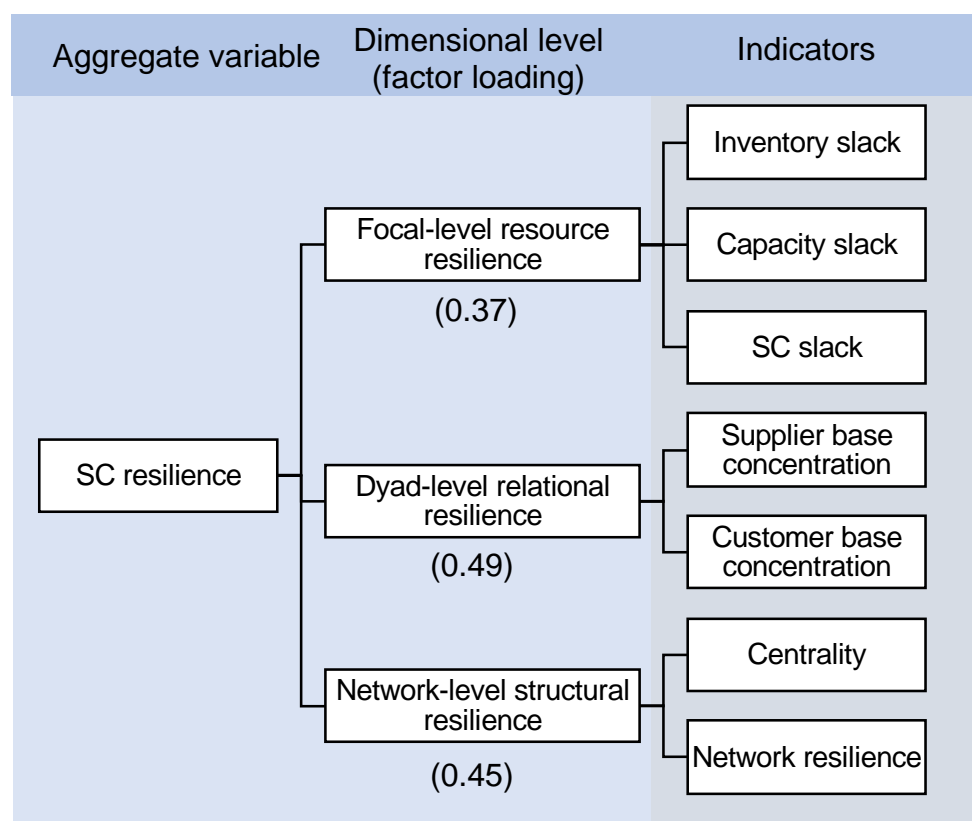 Aggregate variable
Dimensional level
(factor loading)
Indicators
Inventory slack
Focal-level resource
resilience
(0.37)
Capacity slack
SC slack
SC resilience
Supplier base
concentration
Dyad-level relational
resilience
(0.49)
Customer base
concentration
Centrality
Network-level structural
resilience
(0.45)
Network resilience